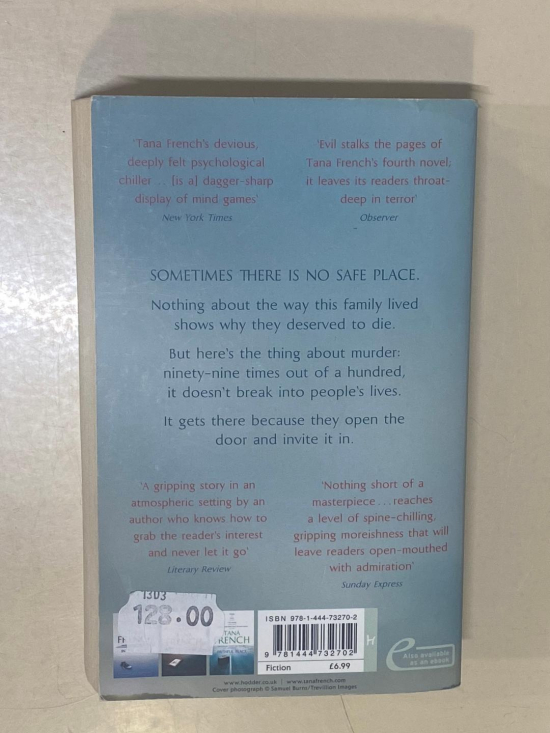 'Tana French's devious,
deeply felt psychological
chiller... [is a] dagger-sharp
display of mind games'
New York Times
'Evil stalks the pages of
Tana French's fourth novel;
it leaves its readers throat-
deep in terror'
Observer
SOMETIMES THERE IS NO SAFE PLACE.
Nothing about the way this family lived
shows why they deserved to die.
But here's the thing about murder:
ninety-nine times out of a hundred,
it doesn't break into people's lives.
It gets there because they open the
door and invite it in.
'A gripping story in an
atmospheric setting by an
author who knows how to
grab the reader's interest
and never let it go'
Literary Review
'Nothing short of a
masterpiece... reaches
a level of spine-chilling,
gripping moreishness that will
leave readers open-mouthed
with admiration'
Sunday Express
13D3
128.00
TANA
FRENCH
ISBN 978-1-444-73270-2
9 781444 732702
Fiction
£6.99
H
e
Also available
as an ebook
www.hodder.co.uk | www.tanafrench.com
Cover photograph © Samuel Burns/Trevillian Images